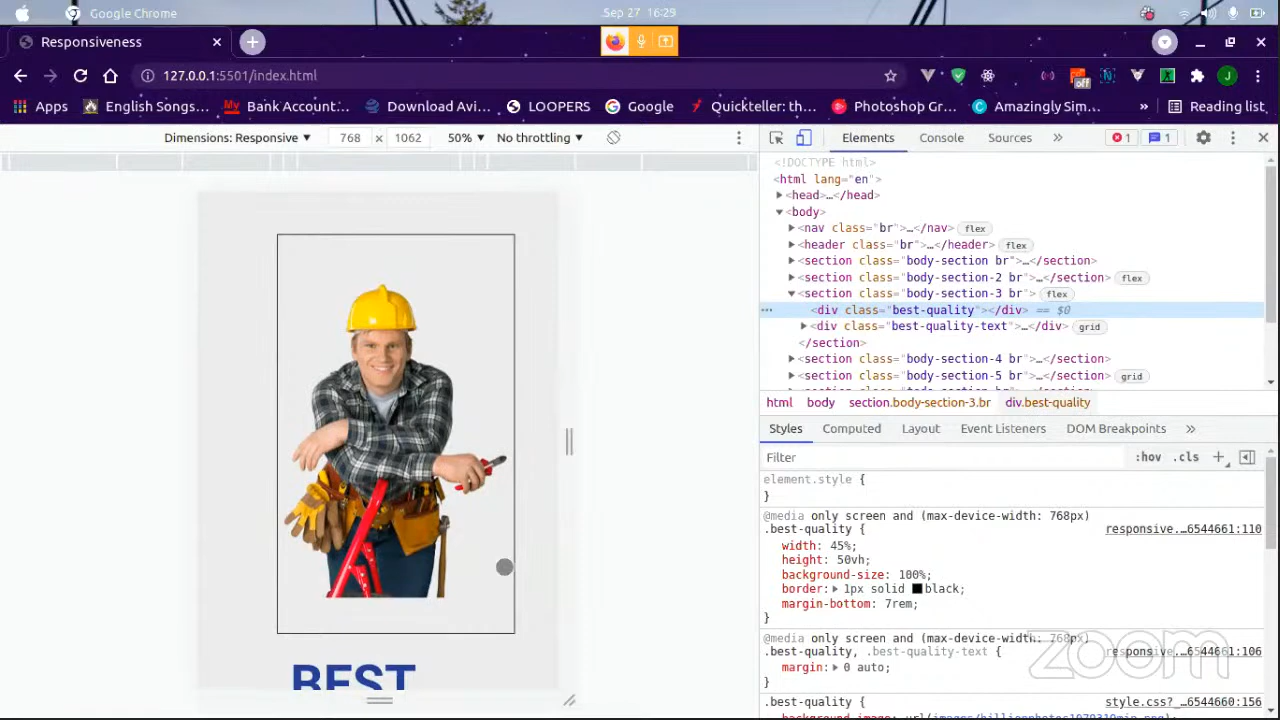 Google Chrome
Sep 27 16:29
Responsiveness
127.0.0.1:5501/index.html
off
J
Apps
English Songs...
Bank Account:...
Download Avi...
LOOPERS
Google
Quickteller: th...
Photoshop Gr...
Amazingly Sim...
»
Reading list
Dimensions: Responsive ▼ 768 × 1062 50% ▼ No throttling ▼
Elements Console Sources » 1 1
<!DOCTYPE html>
<html lang="en">
▶<head>…</head>
▼<body>
▶<nav class="br">…</nav> flex
▶<header class="br">…</header> flex
▶<section class="body-section br">…</section>
▶<section class="body-section-2 br">…</section> flex
▼<section class="body-section-3 br"> flex
<div class="best-quality"></div> == $0
▶<div class="best-quality-text">…</div> grid
</section>
▶<section class="body-section-4 br">…</section>
▶<section class="body-section-5 br">…</section> grid
html body section.body-section-3.br div.best-quality
Styles Computed Layout Event Listeners DOM Breakpoints »
Filter :hov .cls +
element.style {
}
@media only screen and (max-device-width: 768px)
.best-quality { responsive.…6544661:110
width: 45%;
height: 50vh;
background-size: 100%;
border:▶ 1px solid black;
margin-bottom: 7rem;
}
@media only screen and (max-device-width: 768px)
.best-quality, .best-quality-text { responsive.…6544661:106
margin:▶ 0 auto;
}
.best-quality { style.css?_…6544660:156
BEST
zoom